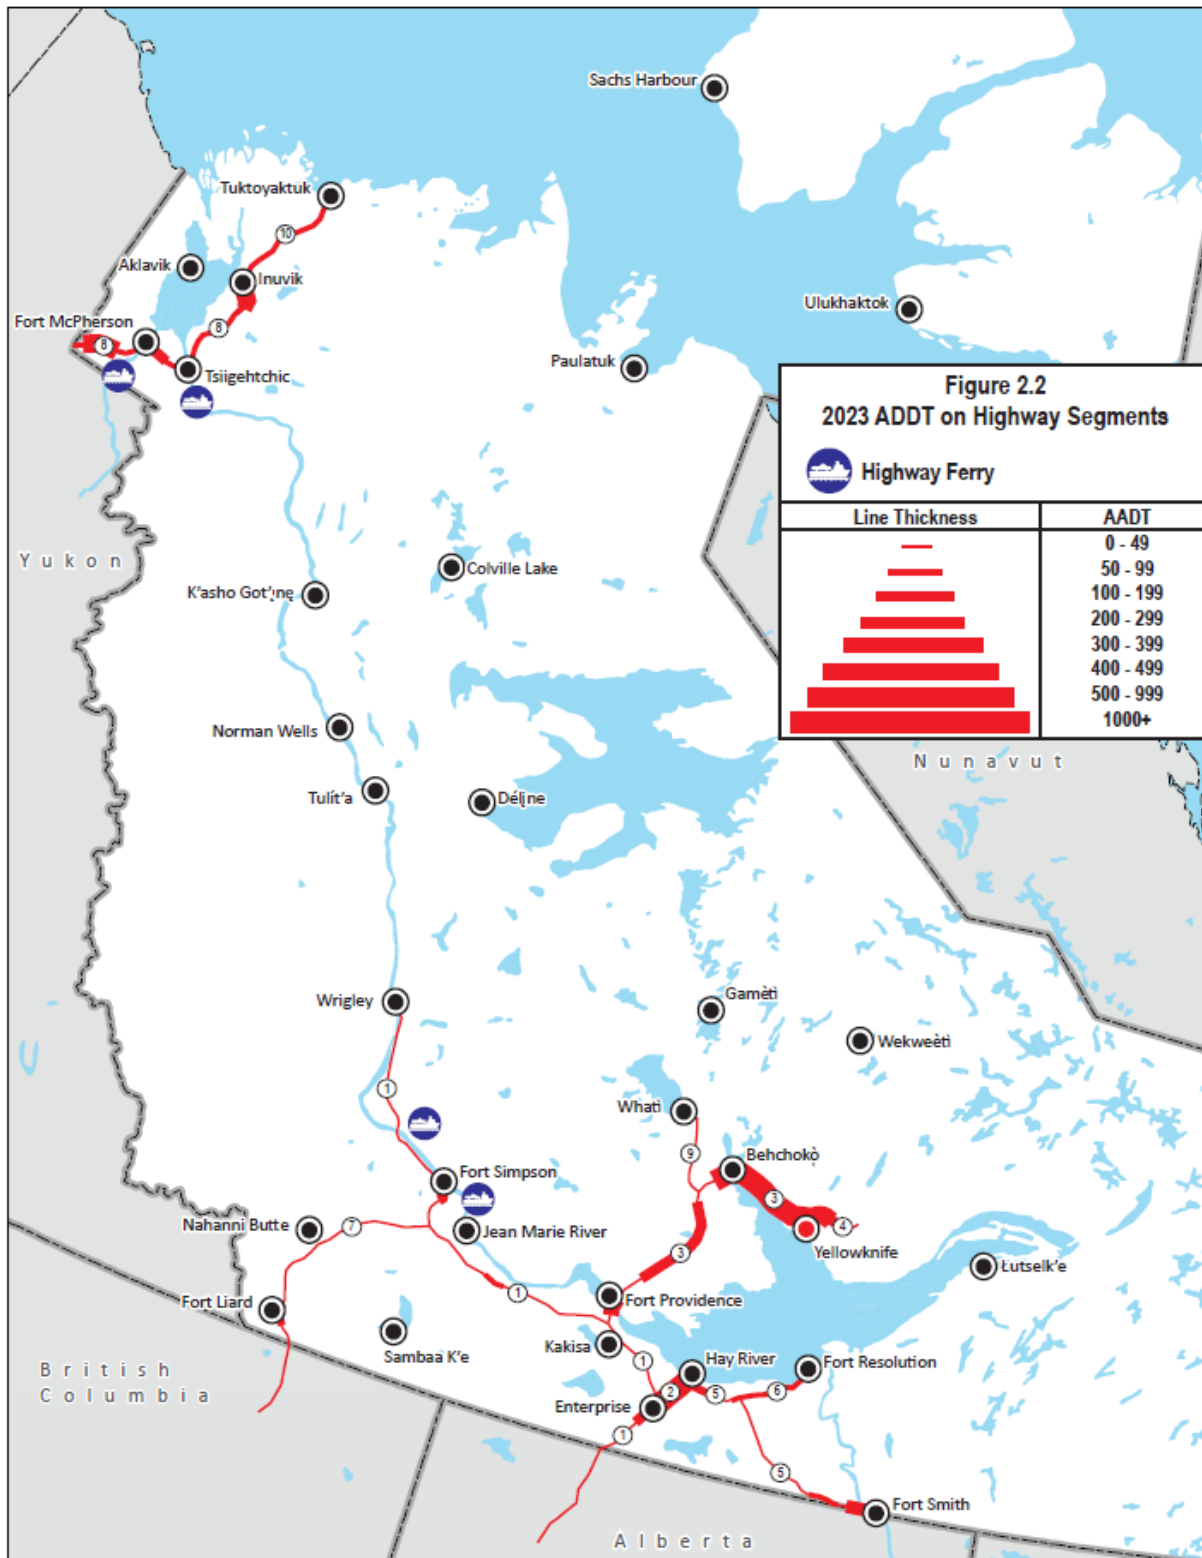 Sachs Harbour
Tuktoyaktuk
10
Aklavik
Inuvik
Ulukhaktok
Fort McPherson
8
8
Paulatuk
Tsiigehtchic
Figure 2.2
2023 ADDT on Highway Segments
Highway Ferry
Line Thickness AADT
0 - 49
50 - 99
100 - 199
200 - 299
300 - 399
400 - 499
500 - 999
1000+
Yukon
Colville Lake
K'asho Got'ı̨nę
Norman Wells
Nunavut
Tulít'a
Délı̨ne
Wrigley
Gamètì
Wekweètì
1
Whatì
9
Behchokǫ̀
Fort Simpson
3
4
Nahanni Butte
7
Jean Marie River
Yellowknife
3
Łutselk'e
Fort Liard
1
Fort Providence
Sambaa K'e
Kakisa
1
Hay River
Fort Resolution
British
Columbia
2
5
6
Enterprise
1
5
Fort Smith
Alberta